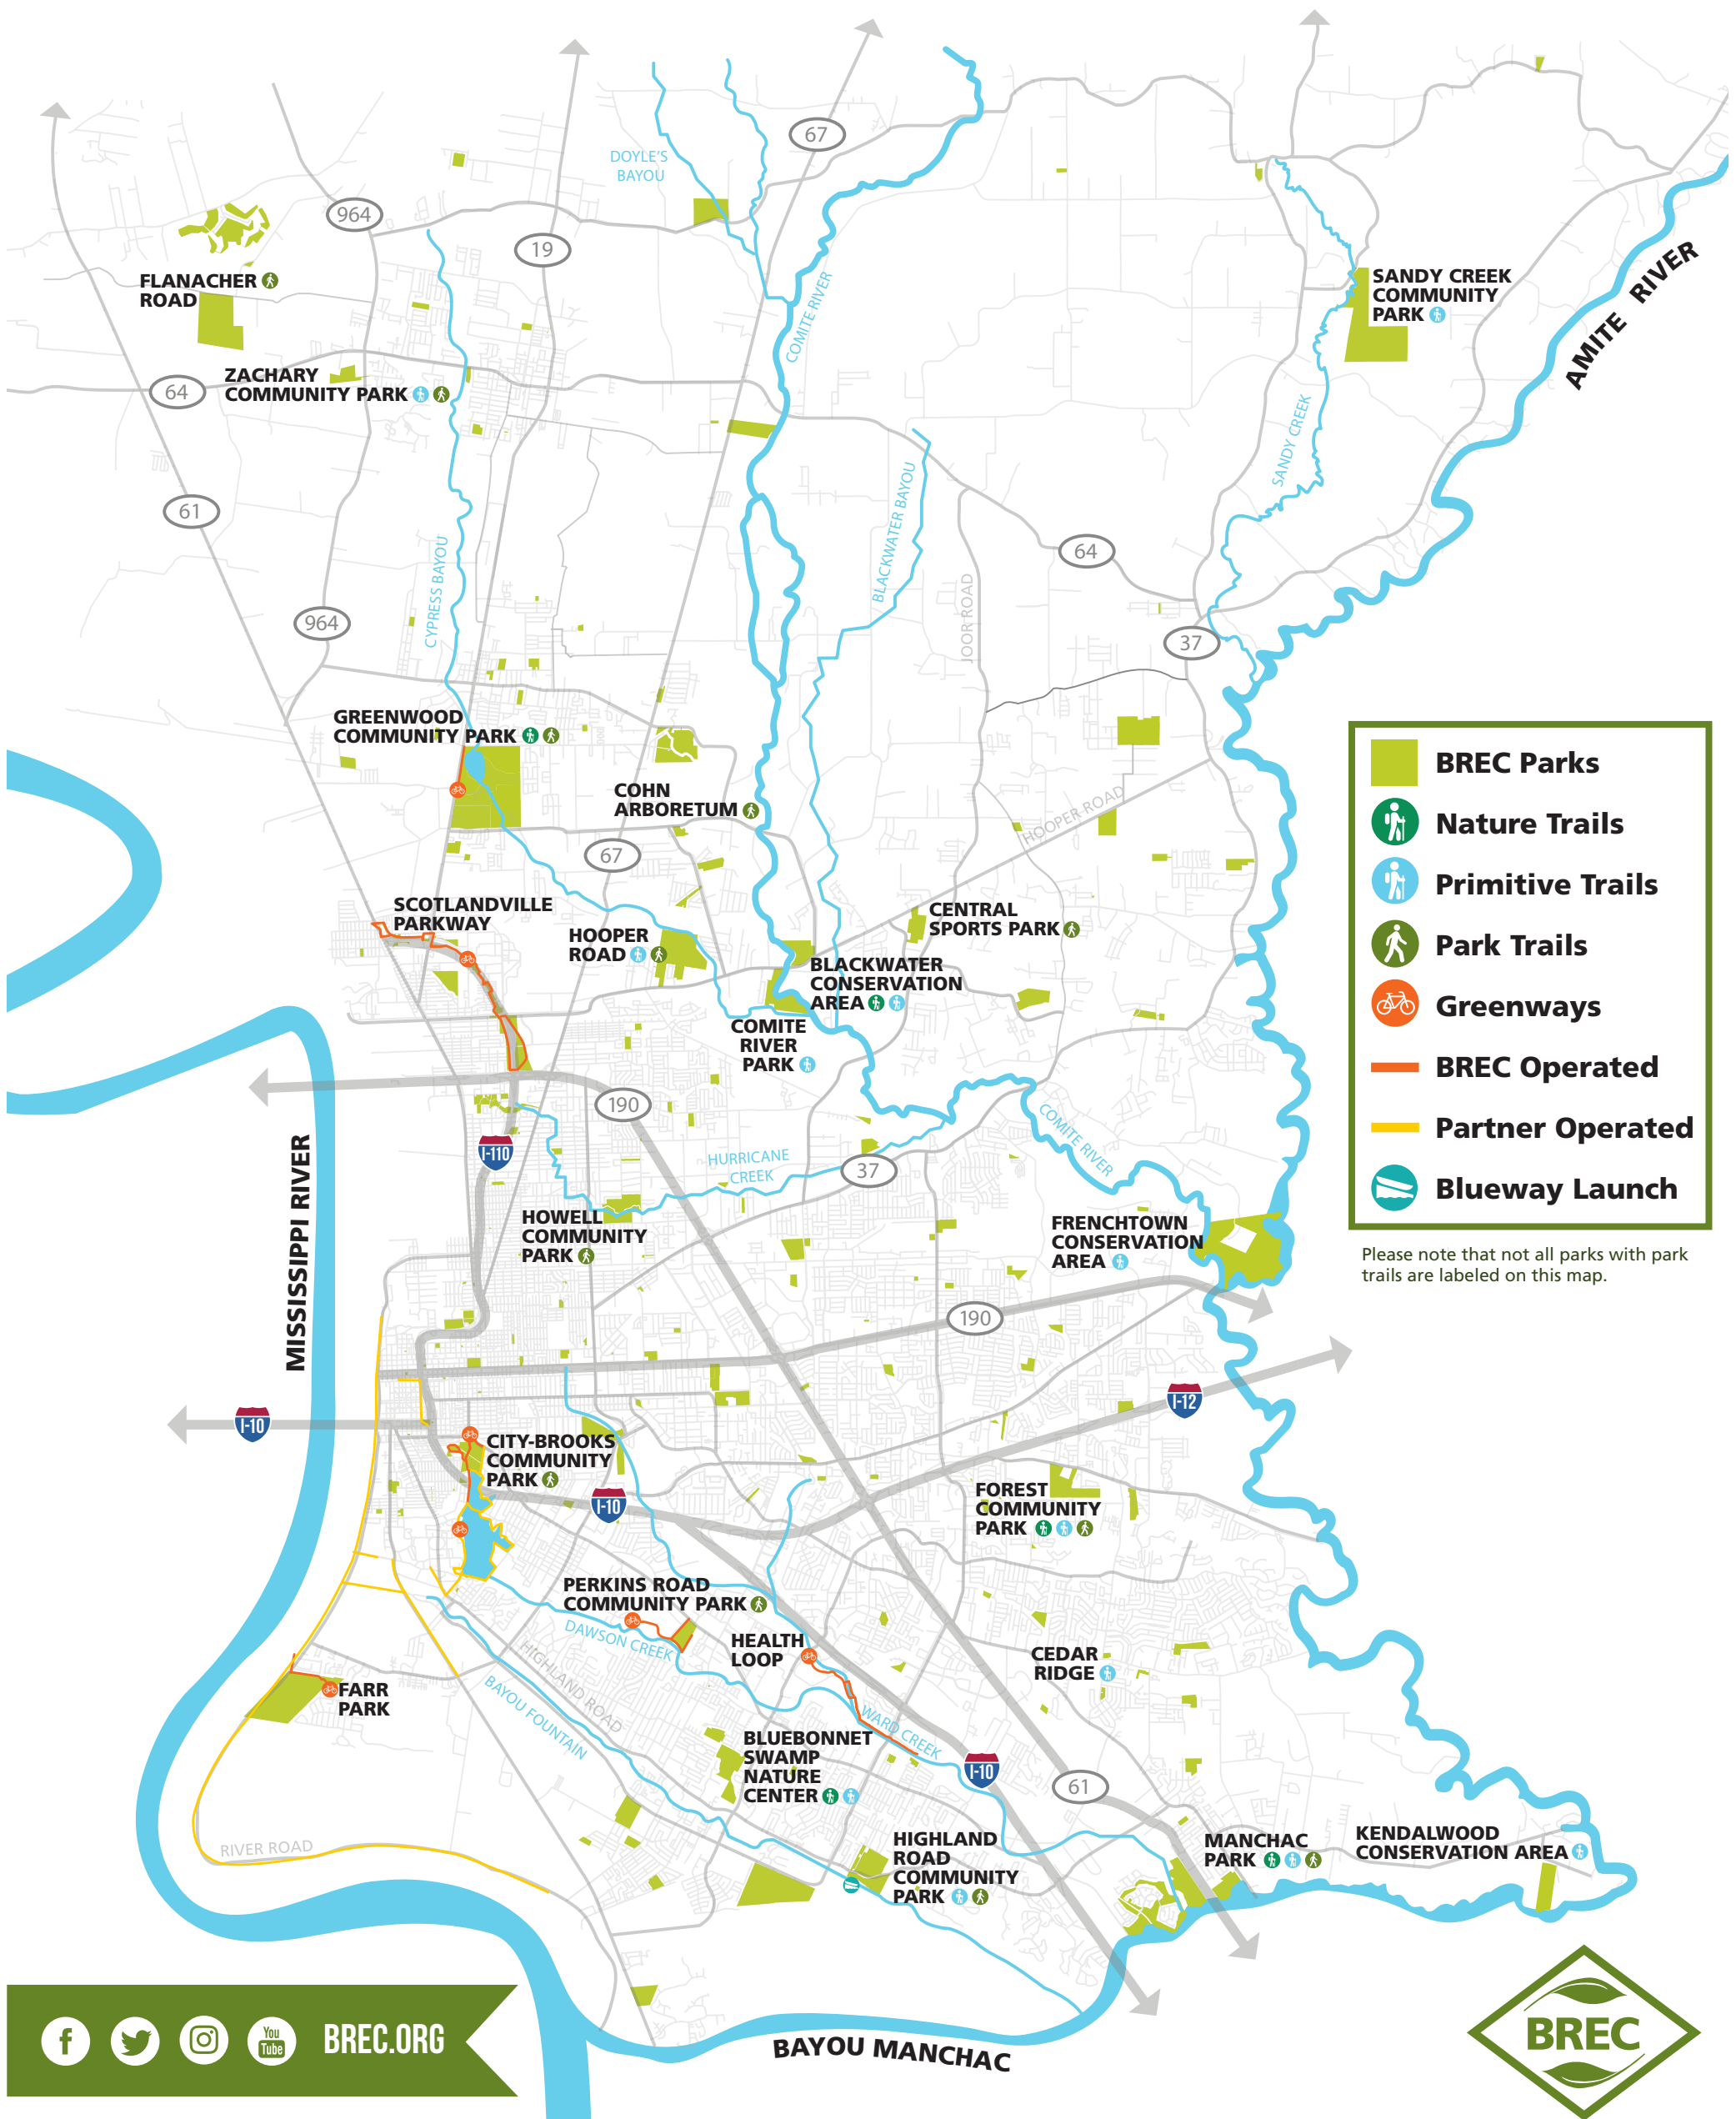 67
DOYLE'S
BAYOU
964
19
FLANACHER
ROAD
COMITE RIVER
SANDY CREEK
COMMUNITY
PARK
AMITE RIVER
ZACHARY
COMMUNITY PARK
64
SANDY CREEK
61
BLACKWATER BAYOU
CYPRESS BAYOU
64
JOOR ROAD
964
37
GREENWOOD
COMMUNITY PARK
COHN
ARBORETUM
HOOPER ROAD
67
SCOTLANDVILLE
PARKWAY
HOOPER
ROAD
CENTRAL
SPORTS PARK
BLACKWATER
CONSERVATION
AREA
COMITE
RIVER
PARK
190
I-110
COMITE RIVER
HURRICANE
CREEK
37
MISSISSIPPI RIVER
HOWELL
COMMUNITY
PARK
FRENCHTOWN
CONSERVATION
AREA
190
I-12
I-10
CITY-BROOKS
COMMUNITY
PARK
I-10
FOREST
COMMUNITY
PARK
PERKINS ROAD
COMMUNITY PARK
DAWSON CREEK
HEALTH
LOOP
HIGHLAND ROAD
CEDAR
RIDGE
BAYOU FOUNTAIN
FARR
PARK
WARD CREEK
BLUEBONNET
SWAMP
NATURE
CENTER
I-10
61
RIVER ROAD
HIGHLAND
ROAD
COMMUNITY
PARK
MANCHAC
PARK
KENDALWOOD
CONSERVATION AREA
BAYOU MANCHAC
BREC Parks
Nature Trails
Primitive Trails
Park Trails
Greenways
BREC Operated
Partner Operated
Blueway Launch
Please note that not all parks with park
trails are labeled on this map.
f
You
Tube
BREC.ORG
BREC